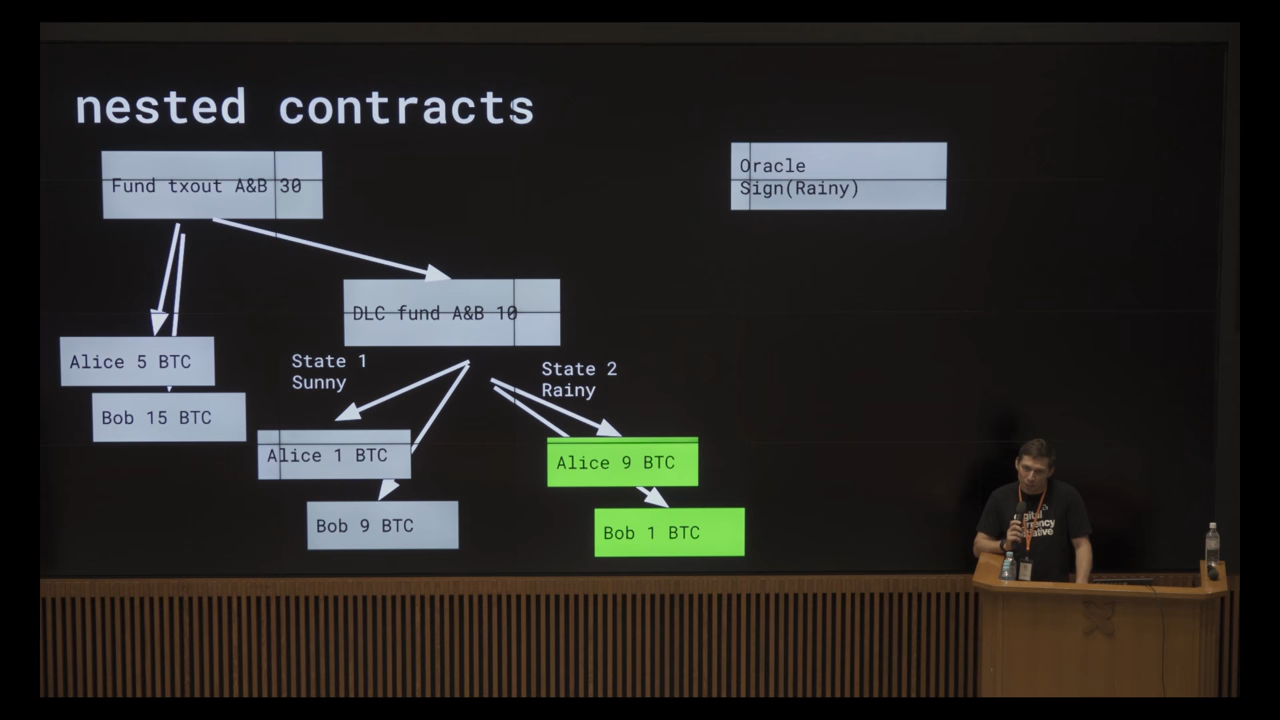 nested contracts
Fund txout A&B 30
Oracle
Sign(Rainy)
DLC fund A&B 10
Alice 5 BTC
Bob 15 BTC
State 1
Sunny
State 2
Rainy
Alice 1 BTC
Bob 9 BTC
Alice 9 BTC
Bob 1 BTC